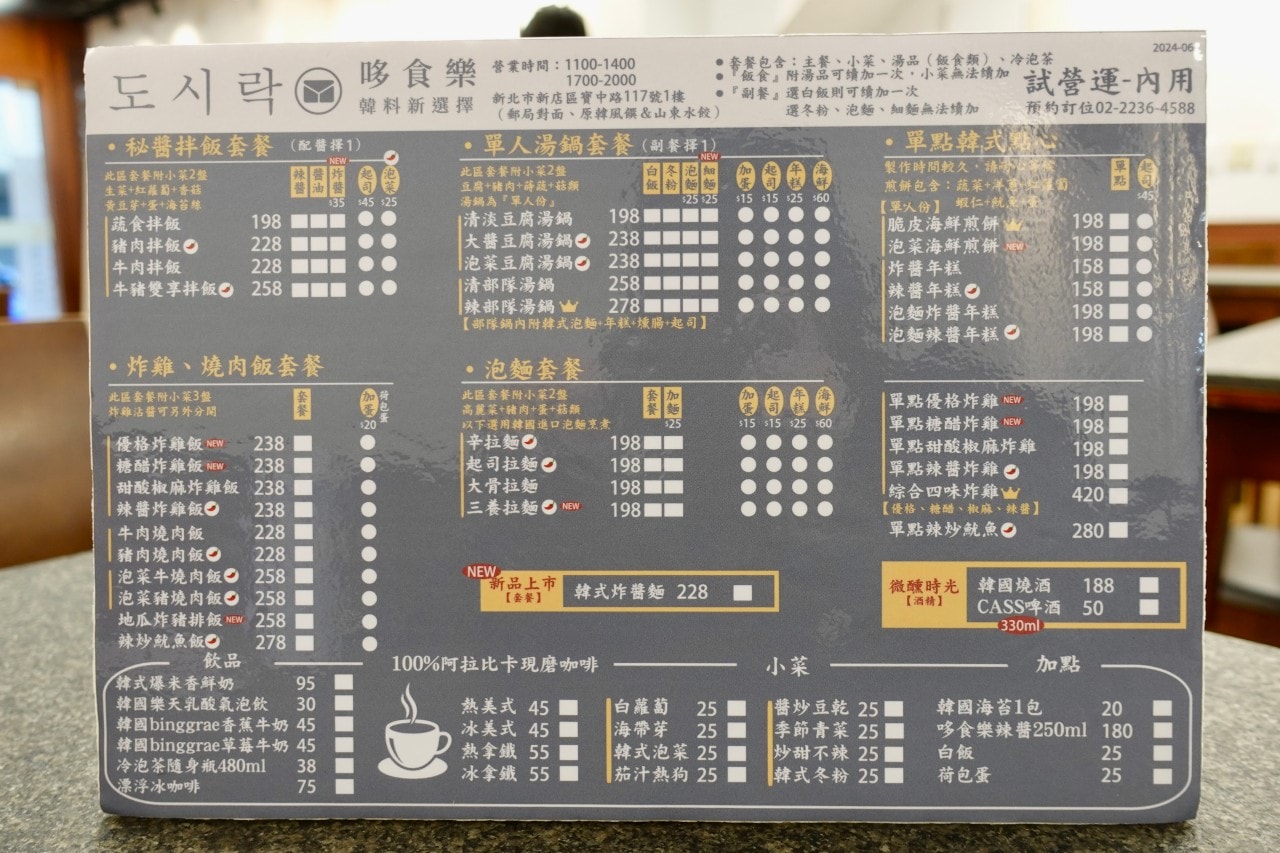 2024-06
도시락 哆食樂
韓料新選擇
營業時間：1100-1400
1700-2000
新北市新店區寶中路117號1樓
（郵局對面、原韓風饌＆山東水餃）
● 套餐包含：主餐、小菜、湯品（飯食類）、冷泡茶
● 『飯食』附湯品可續加一次，小菜無法續加
● 『副餐』選白飯則可續加一次
選冬粉、泡麵、細麵無法續加
試營運-內用
預約訂位02-2236-4588
• 秘醬拌飯套餐（配醬擇1）
此區套餐附小菜2盤
生菜+紅蘿蔔+香菇
黃豆芽+蛋+海苔絲
辣醬 醬油 NEW 炸醬 起司 泡菜
$35 $45 $25
蔬食拌飯 198
豬肉拌飯 228
牛肉拌飯 228
牛豬雙享拌飯 258
• 單人湯鍋套餐（副餐擇1）
此區套餐附小菜2盤
豆腐+豬肉+蒔蔬+菇類
湯鍋為『單人份』
白飯 冬粉 泡麵 NEW 細麵 加蛋 起司 年糕 海鮮
$25 $25 $15 $15 $25 $60
清淡豆腐湯鍋 198
大醬豆腐湯鍋 238
泡菜豆腐湯鍋 238
清部隊湯鍋 258
辣部隊湯鍋 278
【部隊鍋內附韓式泡麵+年糕+燻腸+起司】
• 單點韓式點心
製作時間較久，請
煎餅包含：蔬菜+洋
【單人份】 蝦仁+魷
單點 起司
$45
脆皮海鮮煎餅 198
泡菜海鮮煎餅 NEW 198
炸醬年糕 158
辣醬年糕 158
泡麵炸醬年糕 198
泡麵辣醬年糕 198
• 炸雞、燒肉飯套餐
此區套餐附小菜3盤
炸雞沾醬可另外分開
套餐 加蛋 荷包蛋
$20
優格炸雞飯 NEW 238
糖醋炸雞飯 NEW 238
甜酸椒麻炸雞飯 238
辣醬炸雞飯 238
牛肉燒肉飯 228
豬肉燒肉飯 228
泡菜牛燒肉飯 258
泡菜豬燒肉飯 258
地瓜炸豬排飯 NEW 258
辣炒魷魚飯 278
• 泡麵套餐
此區套餐附小菜2盤
高麗菜+豬肉+蛋+菇類
以下選用韓國進口泡麵烹煮
套餐 加麵 加蛋 起司 年糕 海鮮
$25 $15 $15 $25 $60
辛拉麵 198
起司拉麵 198
大骨拉麵 198
三養拉麵 NEW 198
單點優格炸雞 NEW 198
單點糖醋炸雞 NEW 198
單點甜酸椒麻炸雞 198
單點辣醬炸雞 198
綜合四味炸雞 420
【優格、糖醋、椒麻、辣醬】
單點辣炒魷魚 280
NEW
新品上市
【套餐】
韓式炸醬麵 228
微醺時光
【酒精】
韓國燒酒 188
CASS啤酒 50
330ml
飲品
韓式爆米香鮮奶 95
韓國樂天乳酸氣泡飲 30
韓國binggrae香蕉牛奶 45
韓國binggrae草莓牛奶 45
冷泡茶隨身瓶480ml 38
漂浮冰咖啡 75
100%阿拉比卡現磨咖啡
熱美式 45
冰美式 45
熱拿鐵 55
冰拿鐵 55
小菜
白蘿蔔 25
海帶芽 25
韓式泡菜 25
茄汁熱狗 25
醬炒豆乾 25
季節青菜 25
炒甜不辣 25
韓式冬粉 25
加點
韓國海苔1包 20
哆食樂辣醬250ml 180
白飯 25
荷包蛋 25